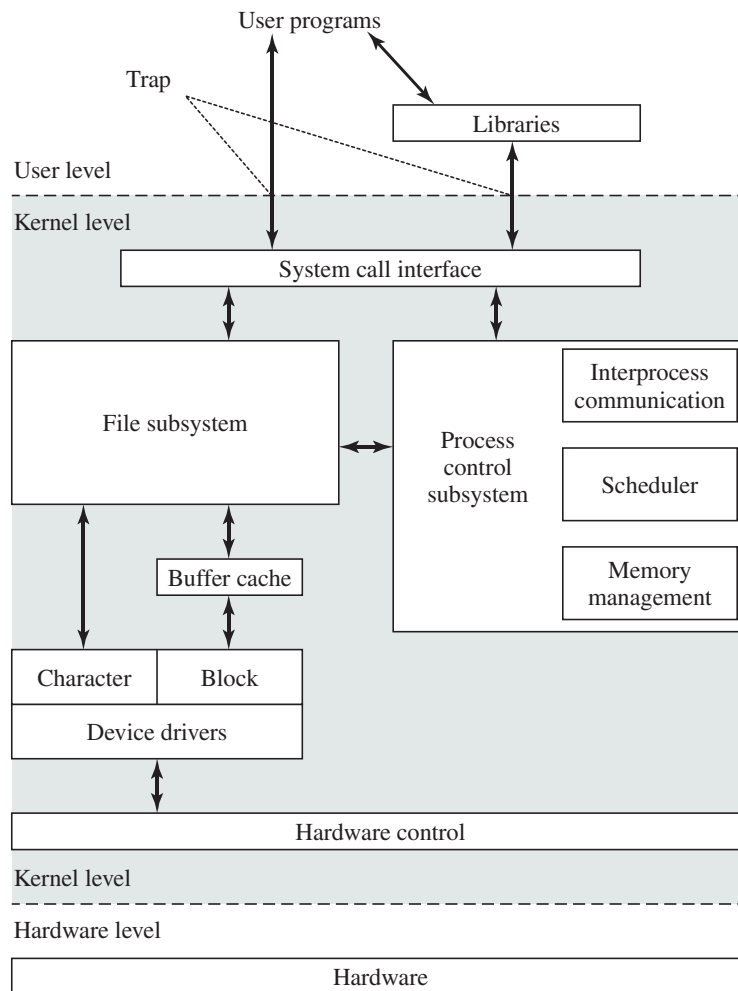 User programs
Trap
Libraries
User level
Kernel level
System call interface
File subsystem
Process
control
subsystem
Interprocess
communication
Scheduler
Memory
management
Buffer cache
Character
Block
Device drivers
Hardware control
Kernel level
Hardware level
Hardware